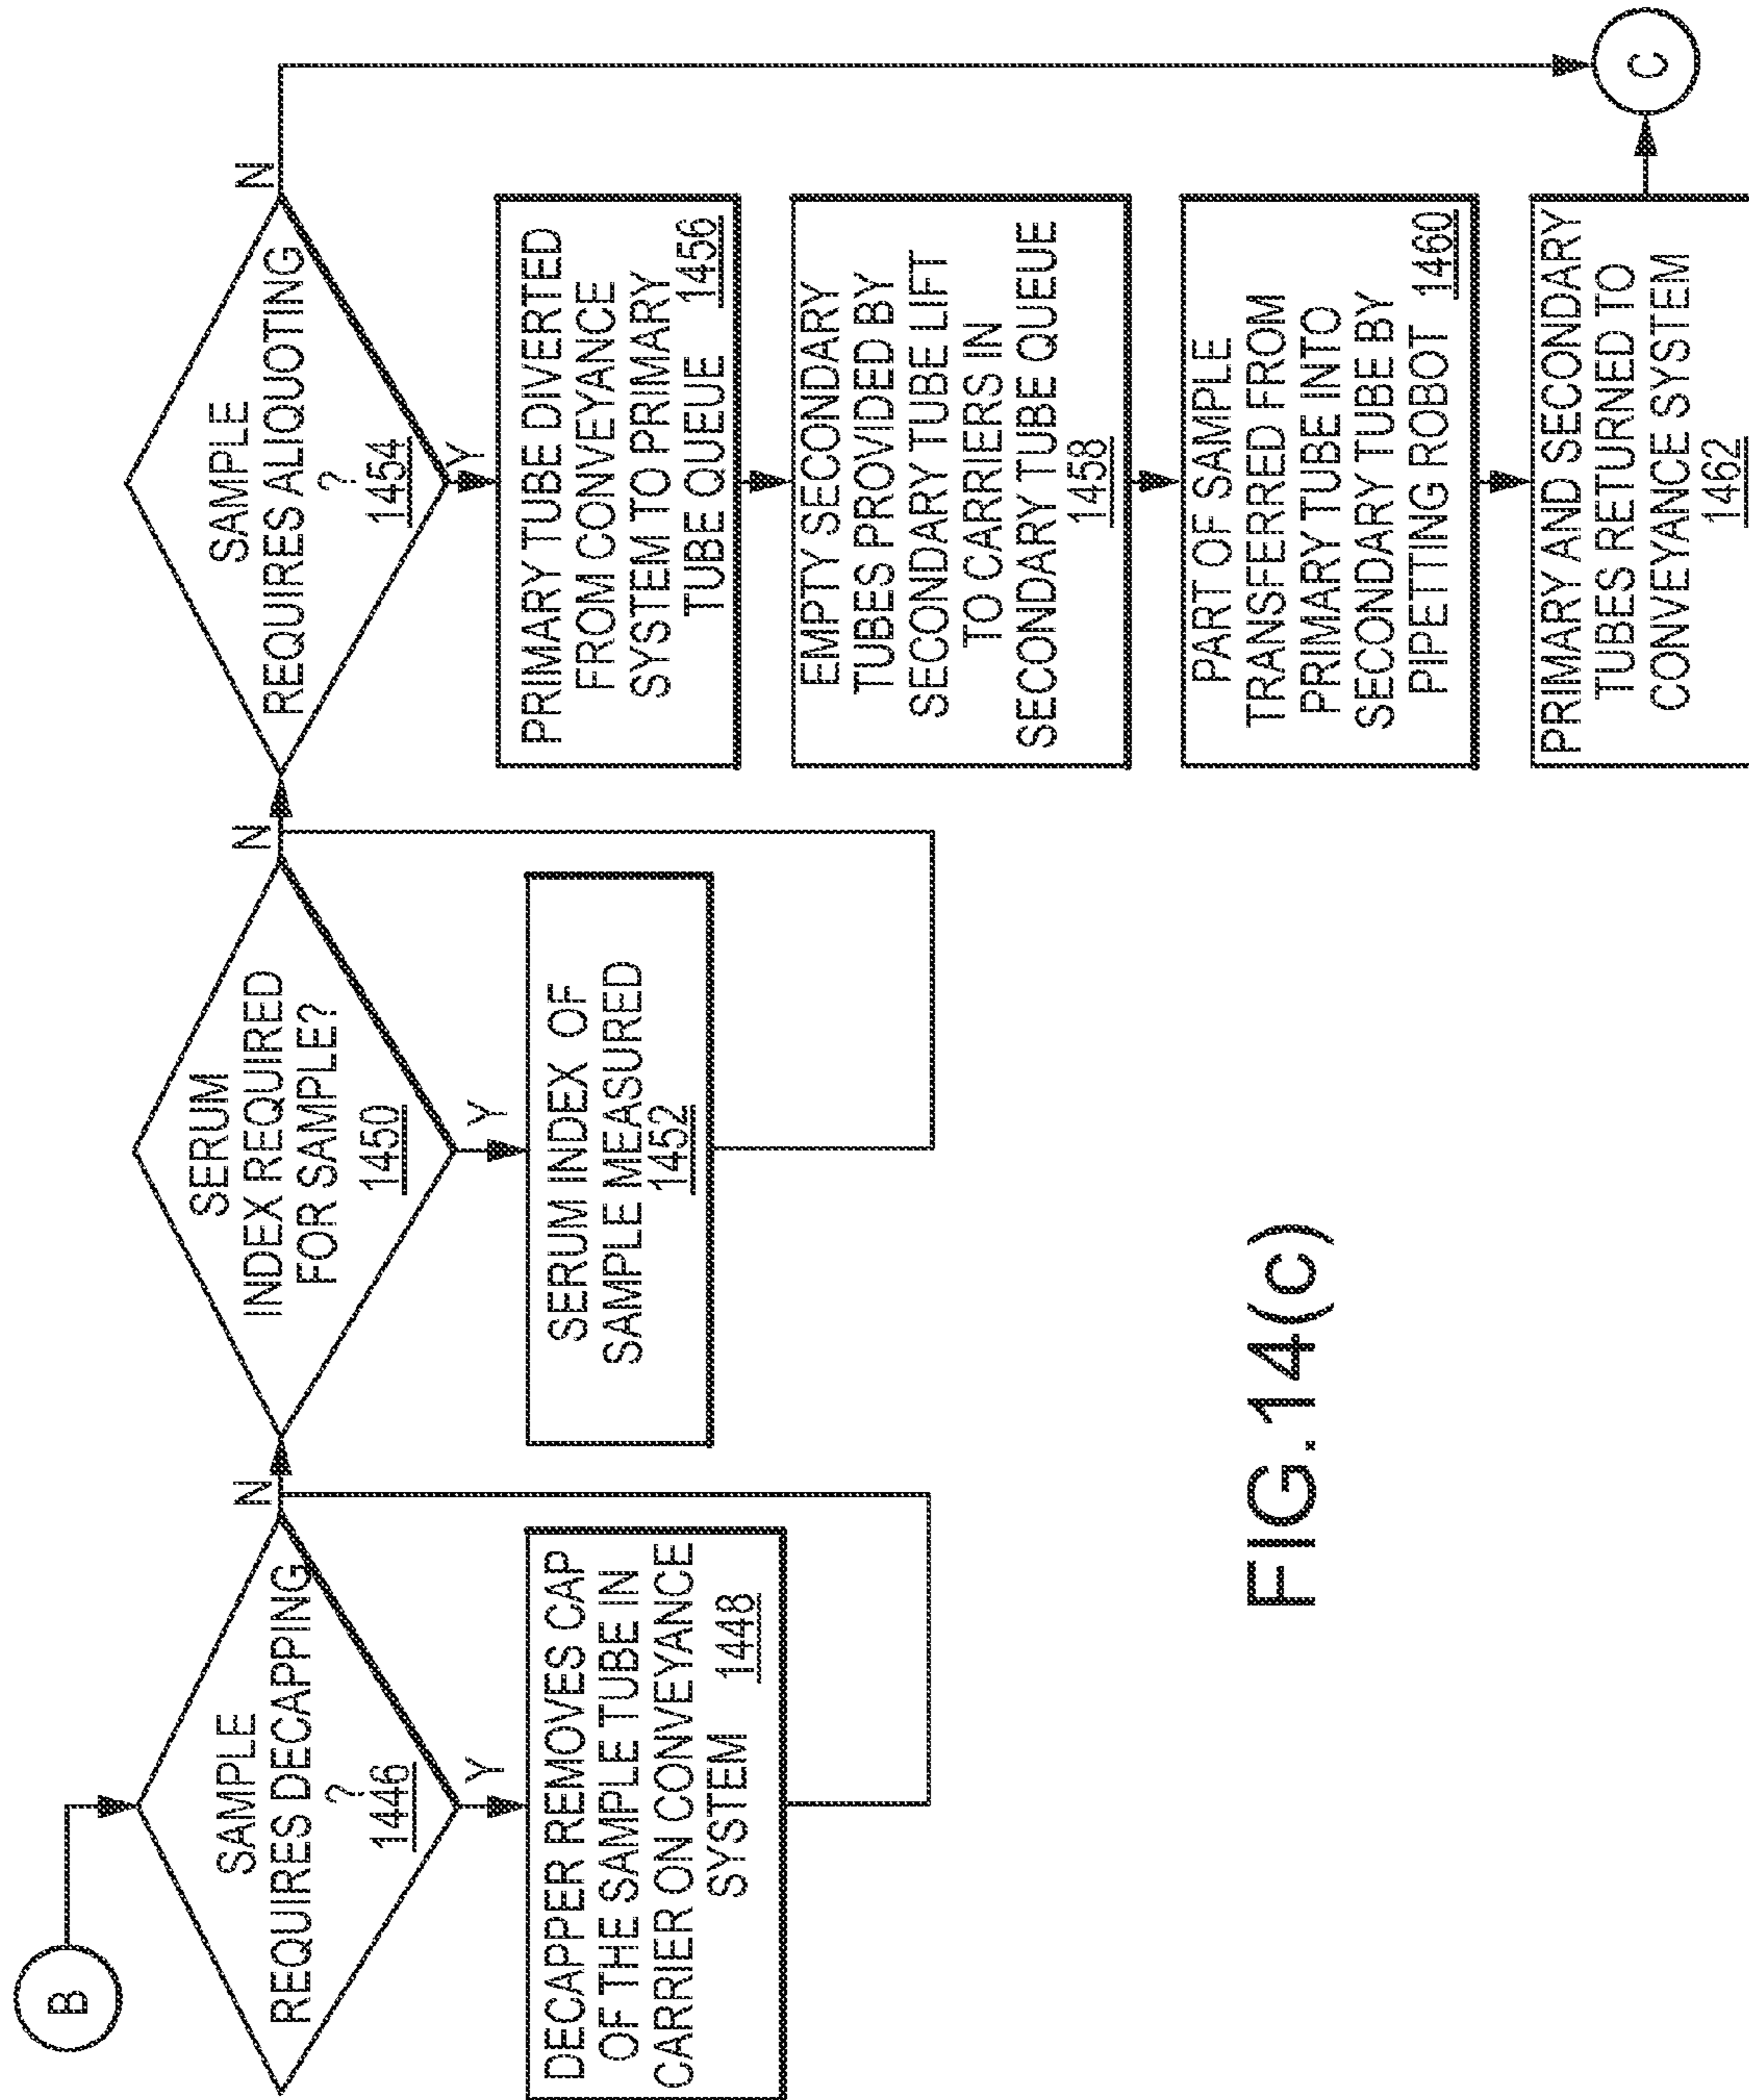 B
SAMPLE
REQUIRES DECAPPING
?
1446
N
Y
DECAPPER REMOVES CAP
OF THE SAMPLE TUBE IN
CARRIER ON CONVEYANCE
SYSTEM 1448
SERUM
INDEX REQUIRED
FOR SAMPLE?
1450
N
Y
SERUM INDEX OF
SAMPLE MEASURED
1452
SAMPLE
REQUIRES ALIQUOTING
?
1454
N
Y
PRIMARY TUBE DIVERTED
FROM CONVEYANCE
SYSTEM TO PRIMARY
TUBE QUEUE 1456
EMPTY SECONDARY
TUBES PROVIDED BY
SECONDARY TUBE LIFT
TO CARRIERS IN
SECONDARY TUBE QUEUE
1458
PART OF SAMPLE
TRANSFERRED FROM
PRIMARY TUBE INTO
SECONDARY TUBE BY
PIPETTING ROBOT 1460
PRIMARY AND SECONDARY
TUBES RETURNED TO
CONVEYANCE SYSTEM
1462
C
FIG.14(c)